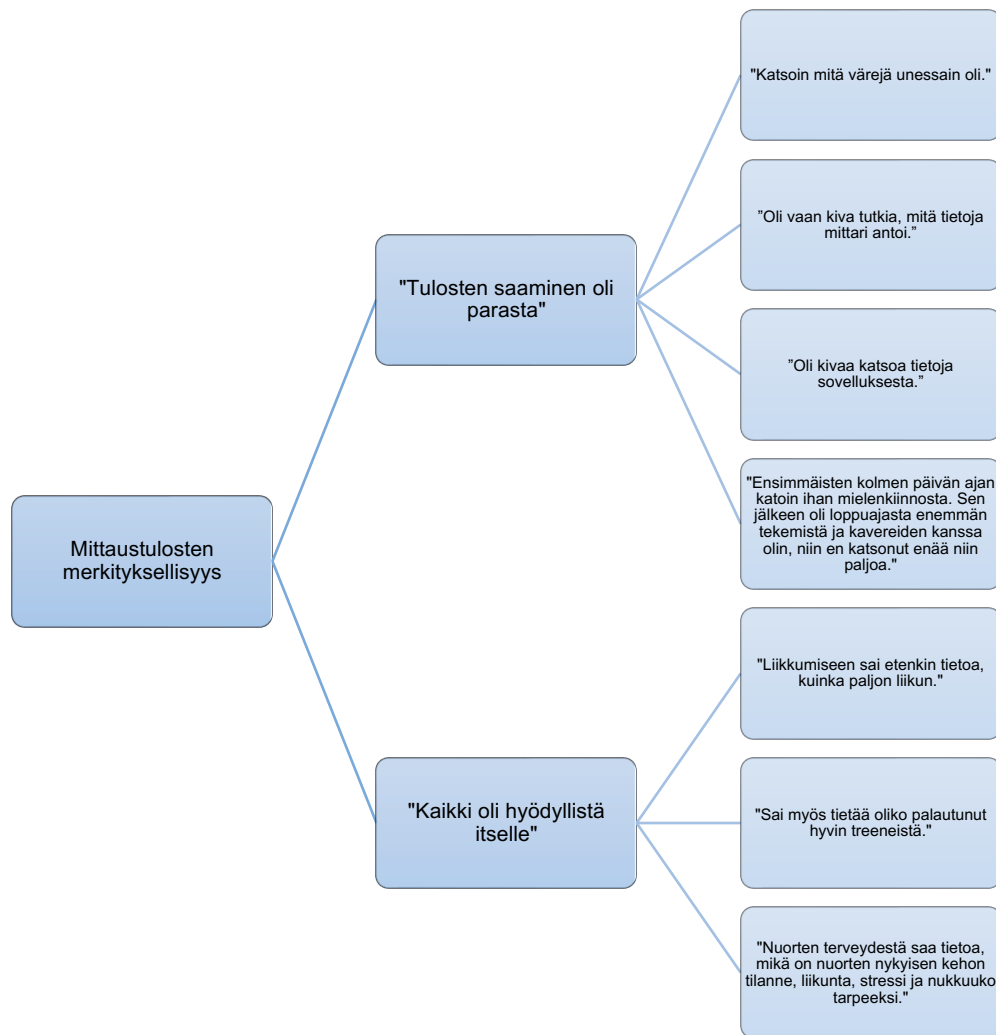 Mittaustulosten
merkityksellisyys
"Tulosten saaminen oli
parasta"
"Katsoin mitä värejä unessain oli."
”Oli vaan kiva tutkia, mitä tietoja
mittari antoi.”
”Oli kivaa katsoa tietoja
sovelluksesta.”
"Ensimmäisten kolmen päivän ajan
katoin ihan mielenkiinnosta. Sen
jälkeen oli loppuajasta enemmän
tekemistä ja kavereiden kanssa
olin, niin en katsonut enää niin
paljoa."
"Kaikki oli hyödyllistä
itselle"
"Liikkumiseen sai etenkin tietoa,
kuinka paljon liikun."
"Sai myös tietää oliko palautunut
hyvin treeneistä."
"Nuorten terveydestä saa tietoa,
mikä on nuorten nykyisen kehon
tilanne, liikunta, stressi ja nukkuuko
tarpeeksi."